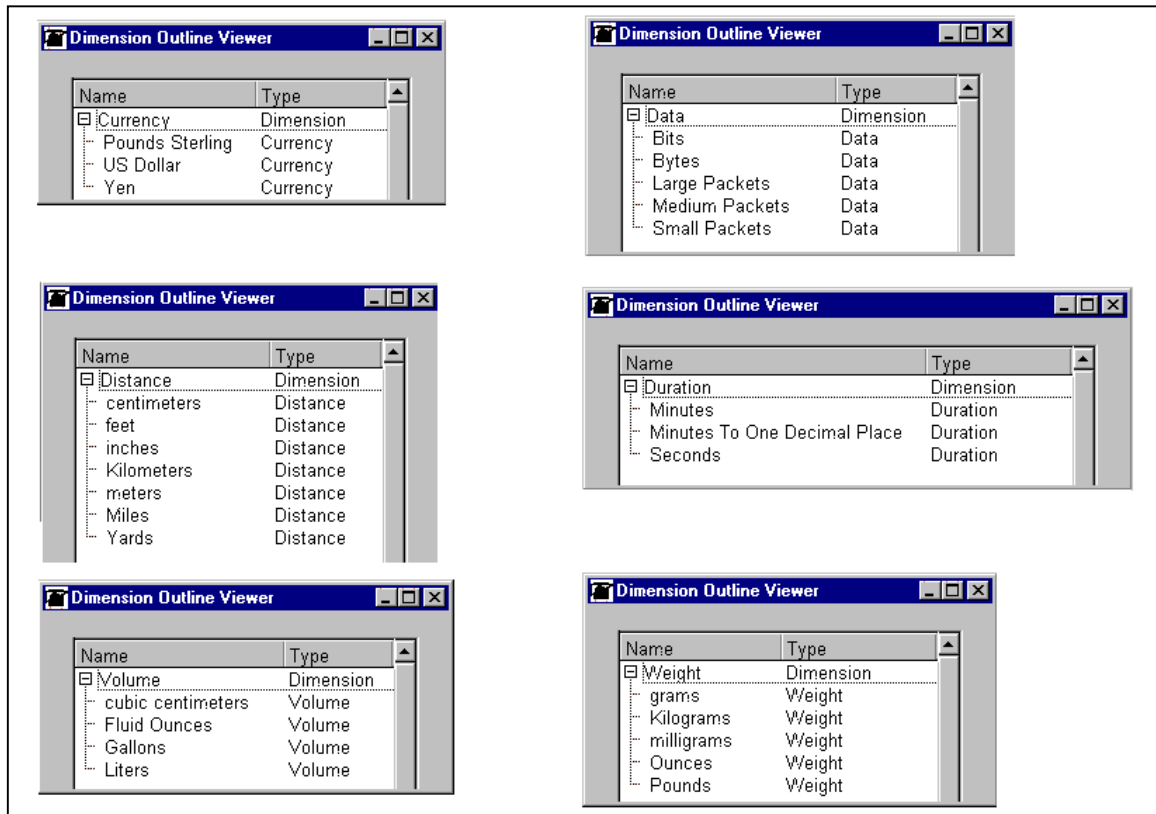 Dimension Outline Viewer
Name Type
Currency Dimension
Pounds Sterling Currency
US Dollar Currency
Yen Currency
Dimension Outline Viewer
Name Type
Data Dimension
Bits Data
Bytes Data
Large Packets Data
Medium Packets Data
Small Packets Data
Dimension Outline Viewer
Name Type
Distance Dimension
centimeters Distance
feet Distance
inches Distance
Kilometers Distance
meters Distance
Miles Distance
Yards Distance
Dimension Outline Viewer
Name Type
Duration Dimension
Minutes Duration
Minutes To One Decimal Place Duration
Seconds Duration
Dimension Outline Viewer
Name Type
Volume Dimension
cubic centimeters Volume
Fluid Ounces Volume
Gallons Volume
Liters Volume
Dimension Outline Viewer
Name Type
Weight Dimension
grams Weight
Kilograms Weight
milligrams Weight
Ounces Weight
Pounds Weight